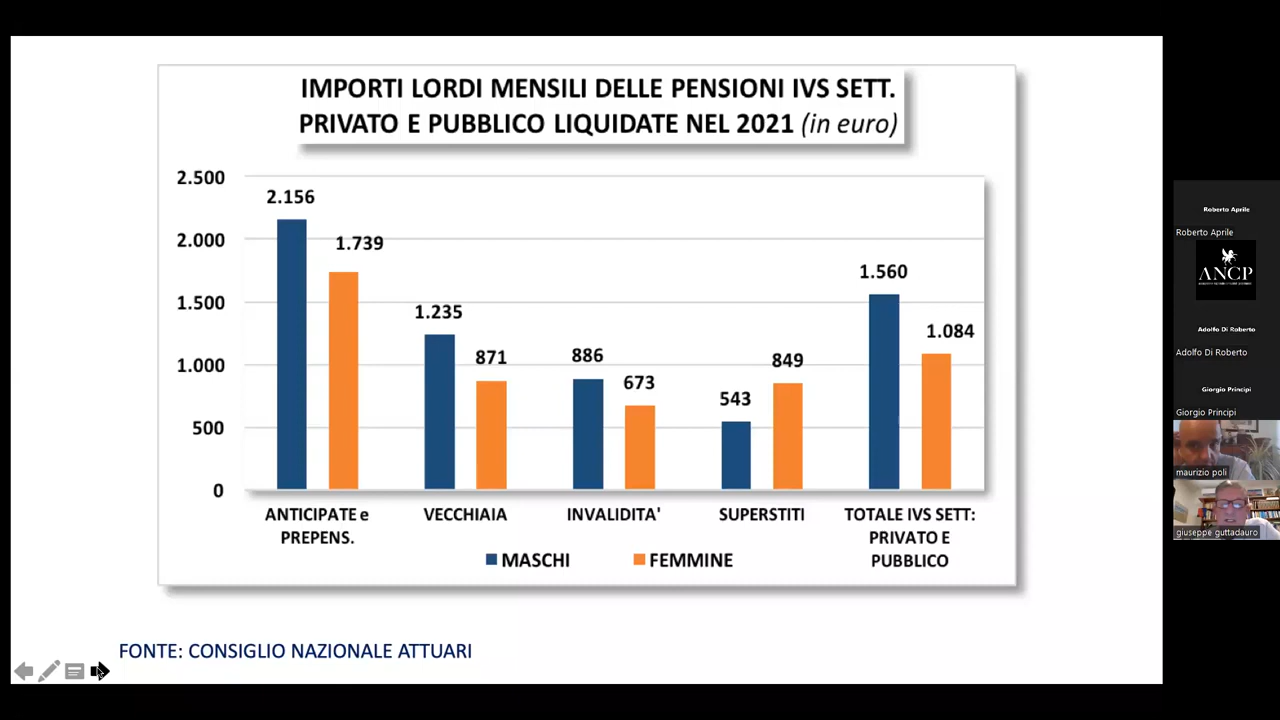 IMPORTI LORDI MENSILI DELLE PENSIONI IVS SETT.
PRIVATO E PUBBLICO LIQUIDATE NEL 2021 (in euro)
2.500
2.000
1.500
1.000
500
0
2.156
1.739
1.235
871
886
673
543
849
1.560
1.084
ANTICIPATE e
PREPENS.
VECCHIAIA
INVALIDITA'
SUPERSTITI
TOTALE IVS SETT:
PRIVATO E
PUBBLICO
MASCHI
FEMMINE
FONTE: CONSIGLIO NAZIONALE ATTUARI
Roberto Aprile
Roberto Aprile
ANCP
Adolfo Di Roberto
Adolfo Di Roberto
Giorgio Principi
Giorgio Principi
maurizio poli
giuseppe guttadauro